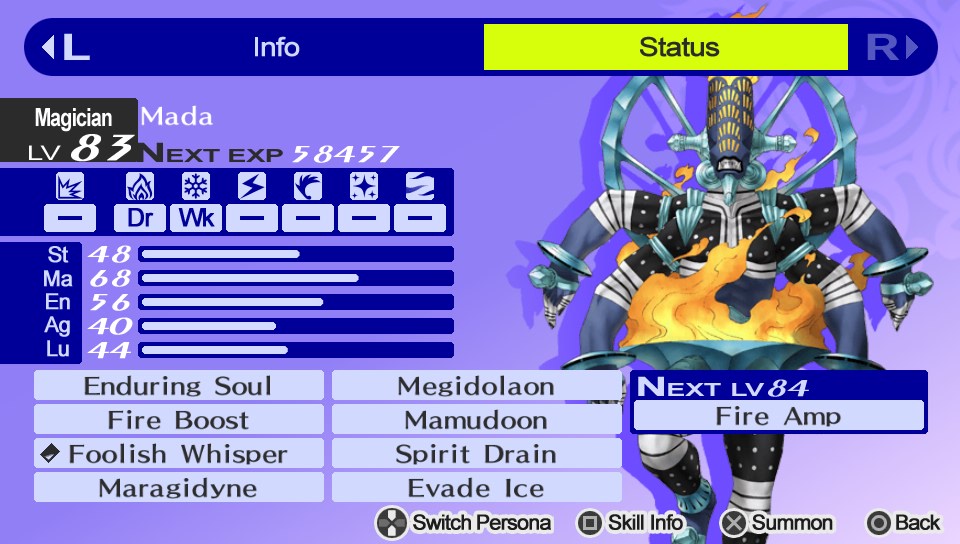 L Info Status R
Magician Mada
LV 83 NEXT EXP 58457
– Dr Wk – – – –
St 48
Ma 68
En 56
Ag 40
Lu 44
Enduring Soul Megidolaon NEXT LV 84
Fire Boost Mamudoon Fire Amp
Foolish Whisper Spirit Drain
Maragidyne Evade Ice
Switch Persona Skill Info Summon Back